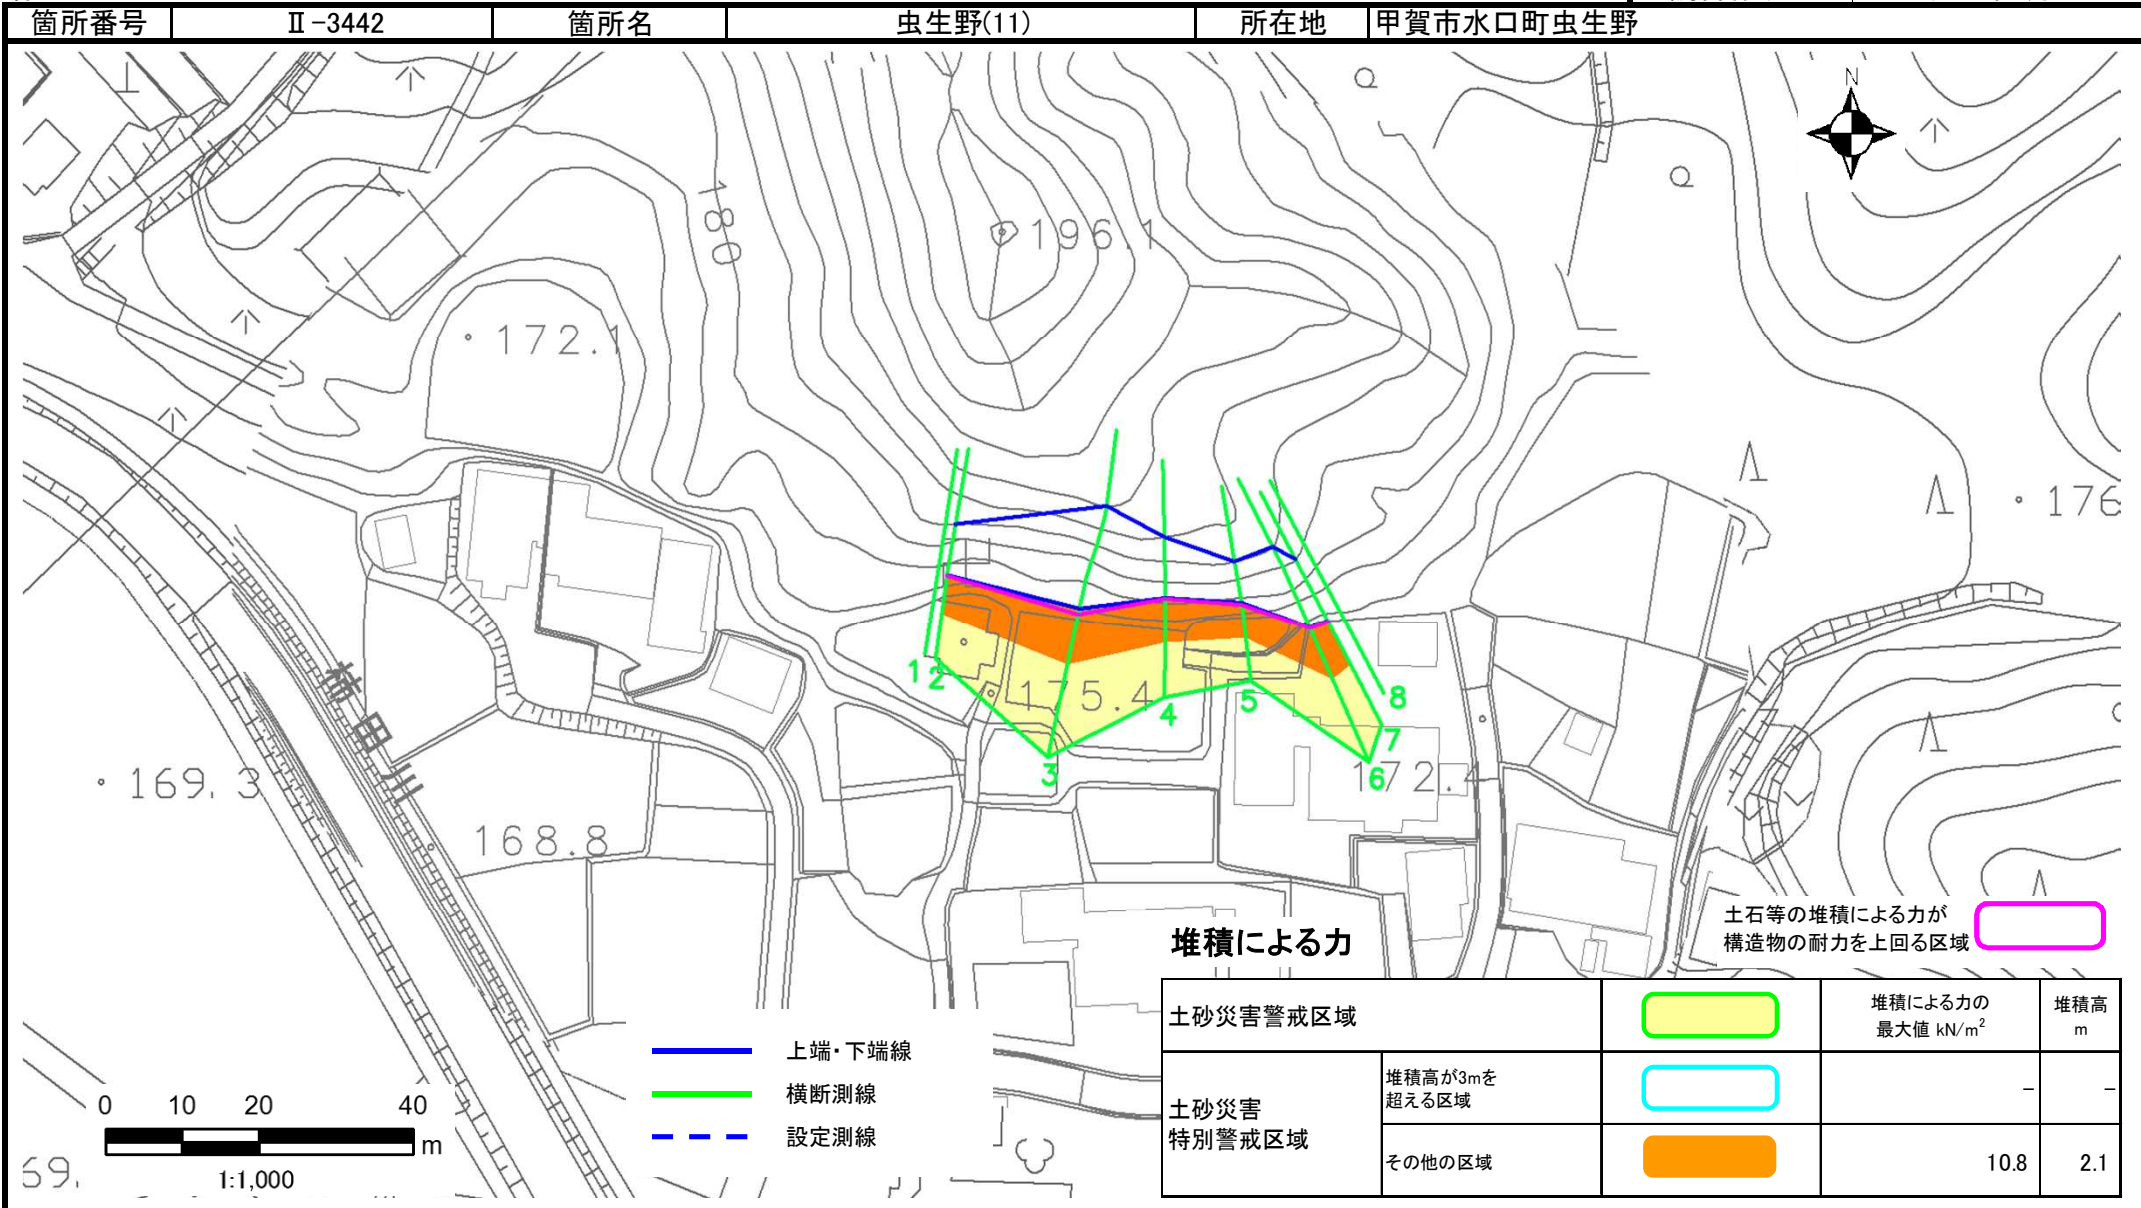 箇所番号 Ⅱ-3442 箇所名 虫生野(11) 所在地 甲賀市水口町虫生野
N
180
196.1
172.1
176
1 2 3 4 5 6 7 8
175.4
172.4
柿田川
169.3
168.8
69.
土石等の堆積による力が
構造物の耐力を上回る区域
堆積による力
土砂災害警戒区域
堆積による力の
最大値 kN/m²
堆積高
m
土砂災害
特別警戒区域
堆積高が3mを
超える区域
－ －
その他の区域
10.8 2.1
上端・下端線
横断測線
設定測線
0 10 20 40
m
1:1,000